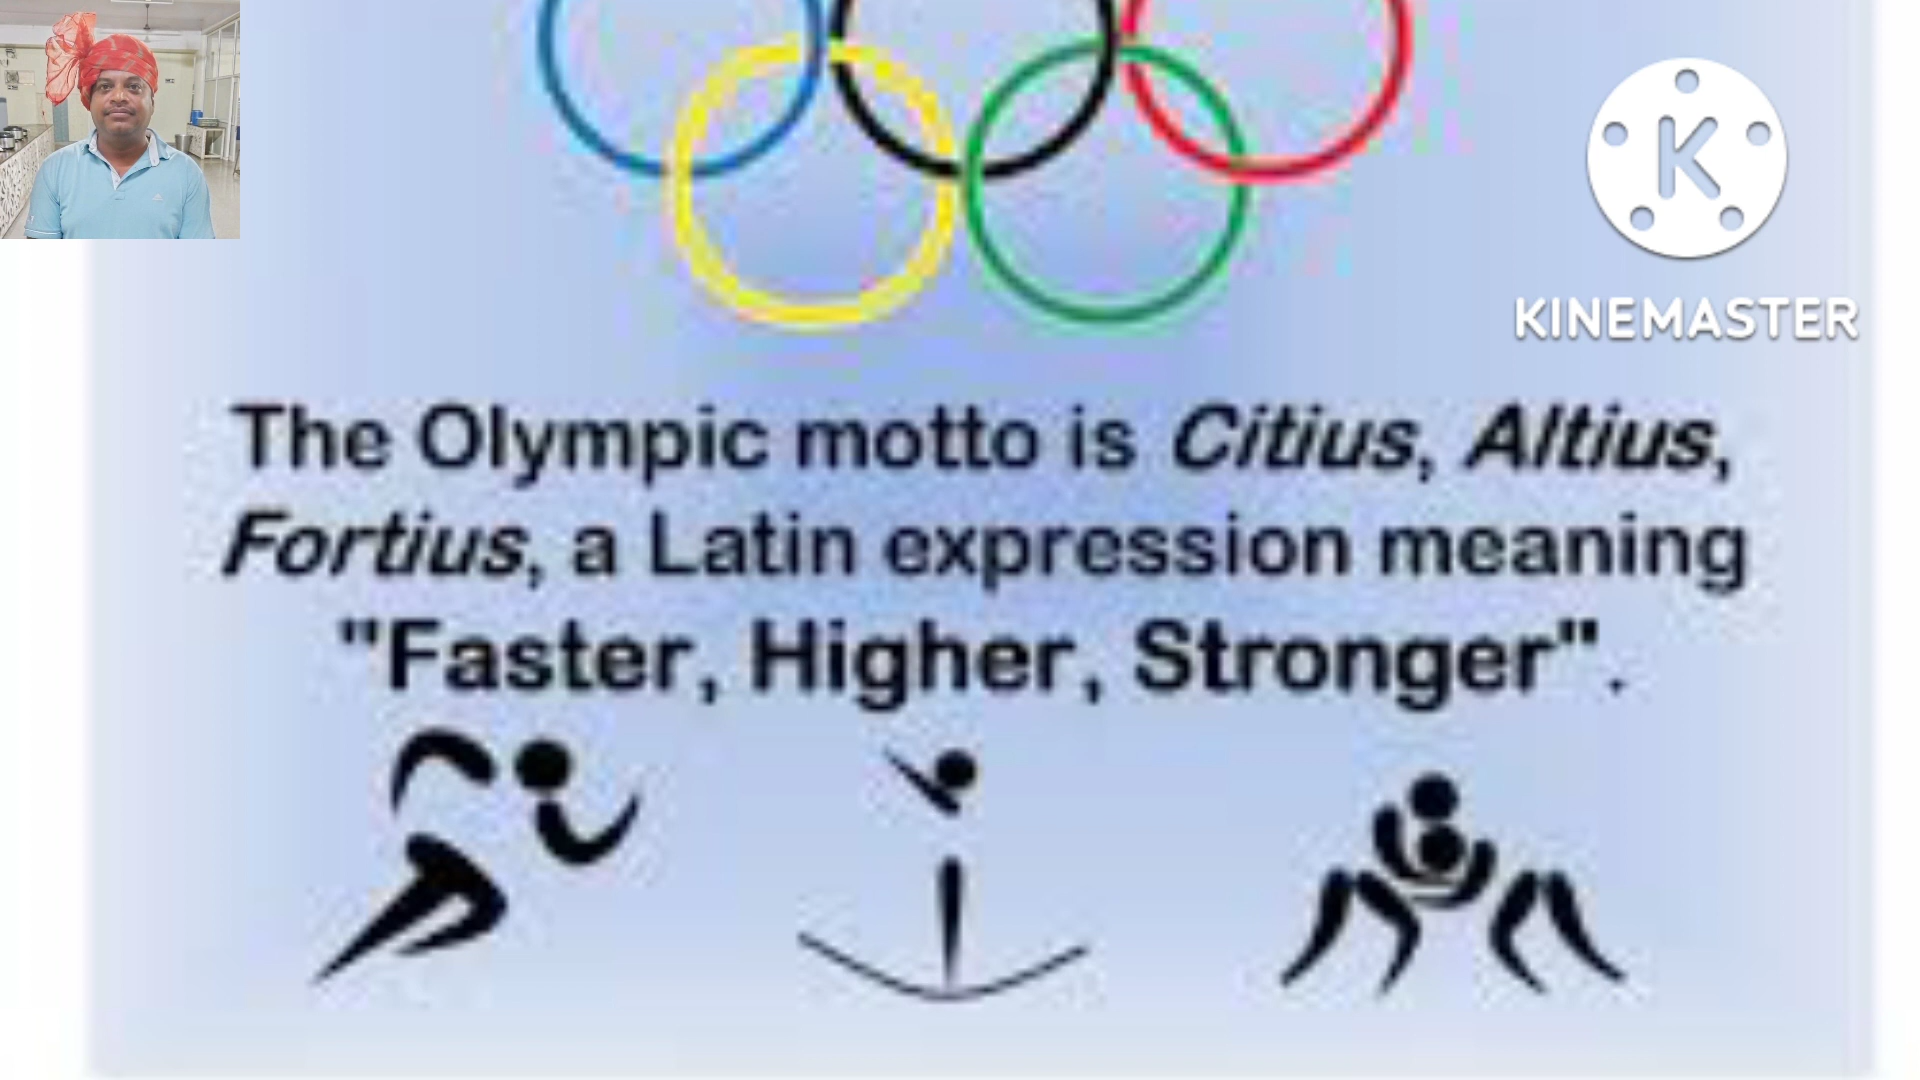 K
KINEMASTER
The Olympic motto is Citius, Altius,
Fortius, a Latin expression meaning
"Faster, Higher, Stronger".